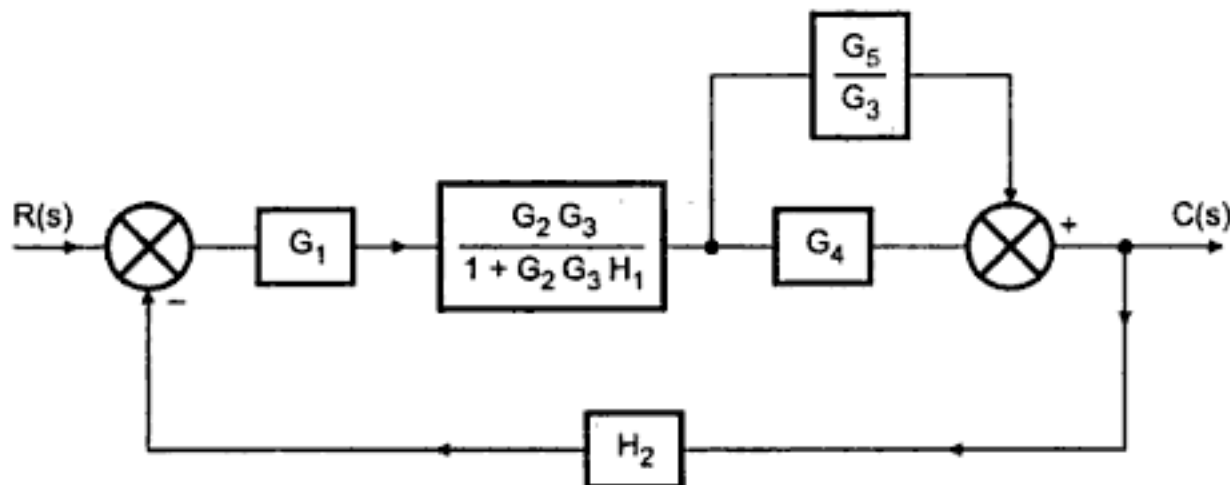 G₅
G₃
R(s)
G₁
G₂ G₃
1 + G₂ G₃ H₁
G₄
+
C(s)
−
H₂